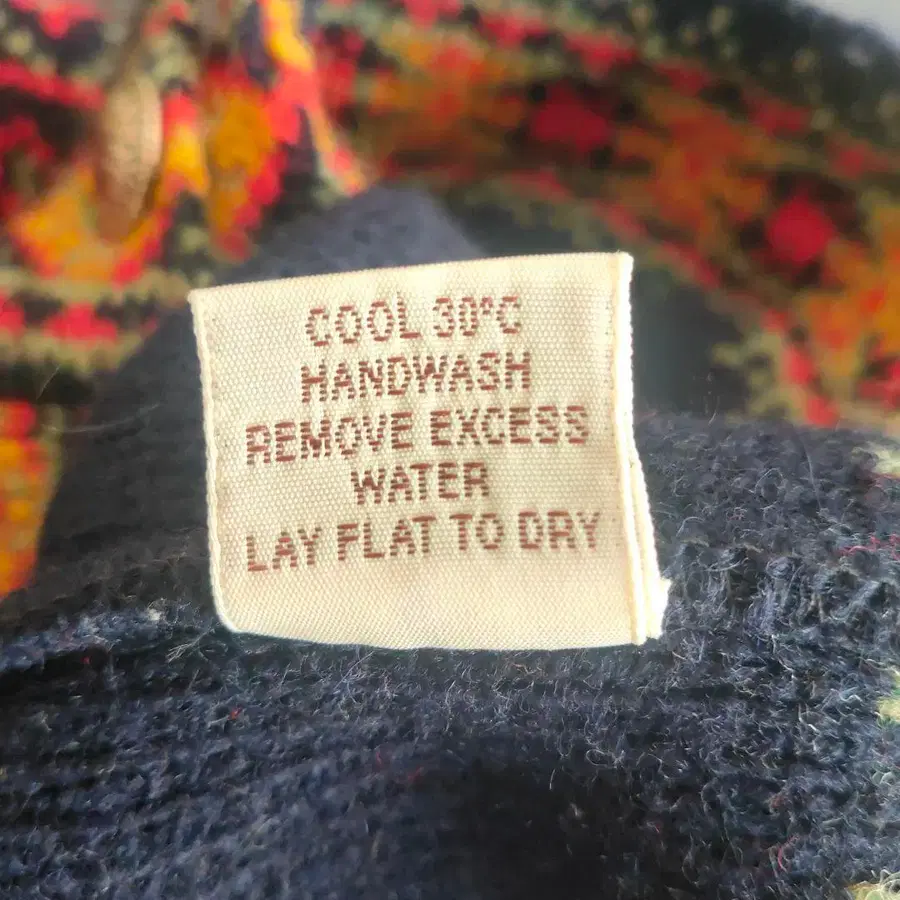 COOL 30°C
HANDWASH
REMOVE EXCESS
WATER
LAY FLAT TO DRY